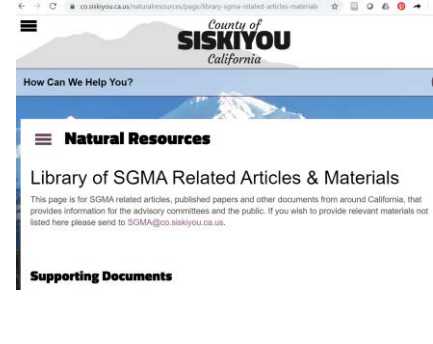 co.siskiyou.ca.us/naturalresources/page/library-sgma-related-articles-materials
County of
SISKIYOU
California
How Can We Help You?
Natural Resources
Library of SGMA Related Articles & Materials
This page is for SGMA related articles, published papers and other documents from around California, that
provides information for the advisory committees and the public. If you wish to provide relevant materials not
listed here please send to SGMA@co.siskiyou.ca.us.
Supporting Documents